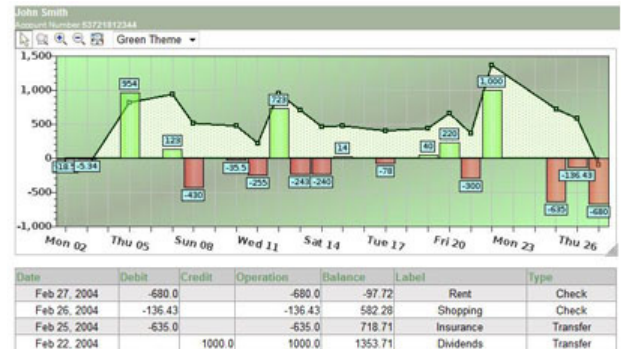 John Smith
Account Number:63721812344
Green Theme
1,500
1,000
500
0
-500
-1,000
-5.34
954
129
-430
-35.5
-255
723
-243
-240
14
-78
40
220
-300
1,000
-635
-136.43
-680
Mon 02 Thu 05 Sun 08 Wed 11 Sat 14 Tue 17 Fri 20 Mon 23 Thu 26
Date Debit Credit Operation Balance Label Type
Feb 27, 2004 -680.0 -680.0 -97.72 Rent Check
Feb 26, 2004 -136.43 -136.43 582.28 Shopping Check
Feb 25, 2004 -635.0 -635.0 718.71 Insurance Transfer
Feb 22, 2004 1000.0 1000.0 1353.71 Dividends Transfer